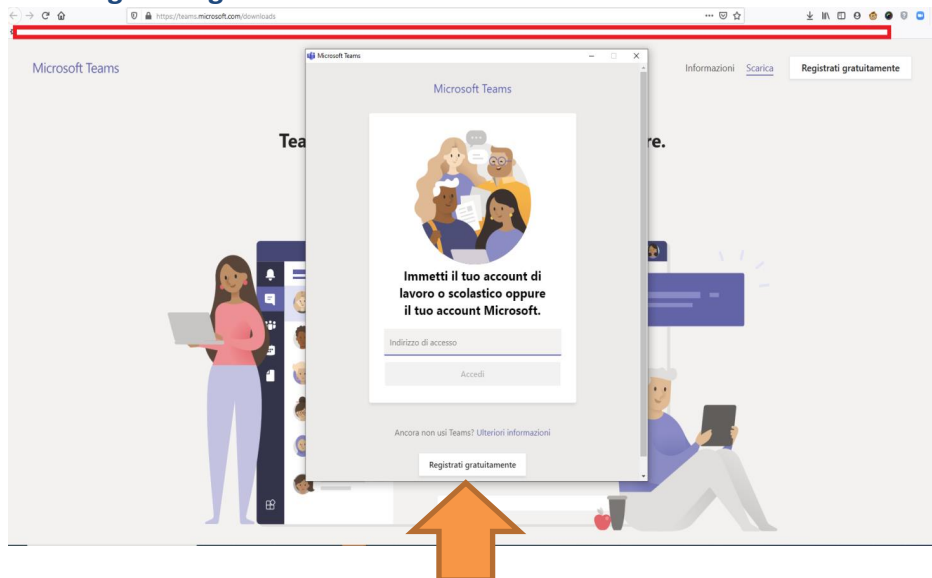 https://teams.microsoft.com/downloads
Microsoft Teams
Informazioni
Scarica
Registrati gratuitamente
Tea
re.
Microsoft Teams
Microsoft Teams
Immetti il tuo account di
lavoro o scolastico oppure
il tuo account Microsoft.
Indirizzo di accesso
Accedi
Ancora non usi Teams? Ulteriori informazioni
Registrati gratuitamente